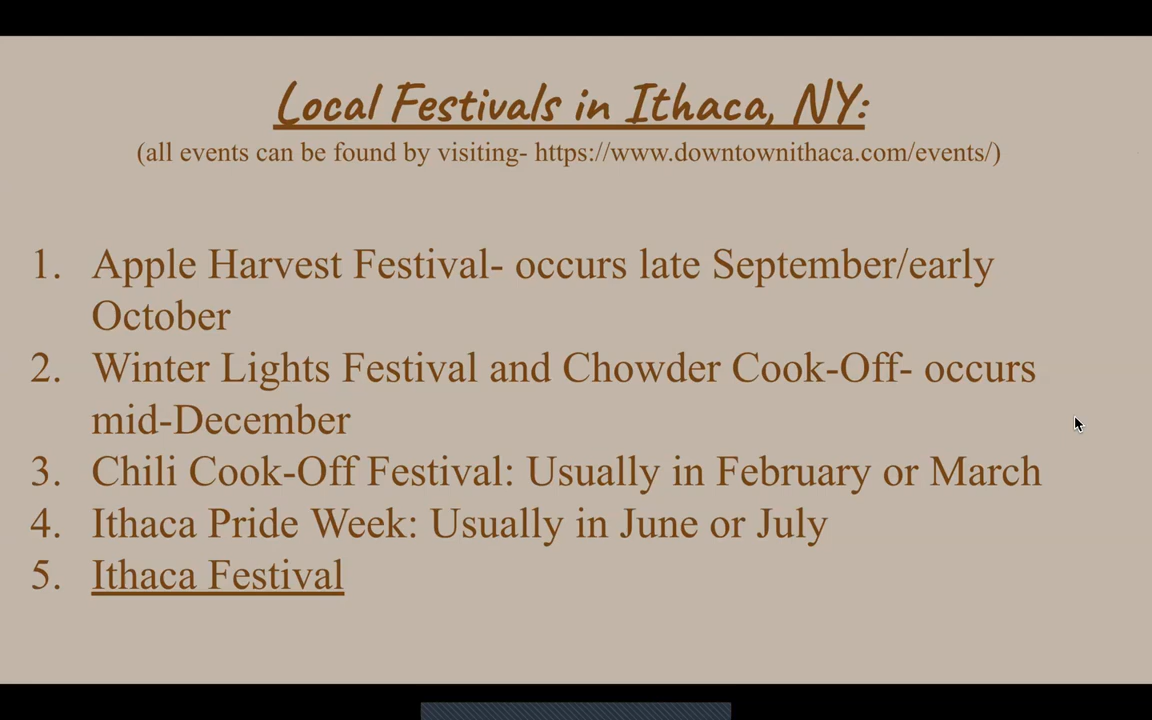 Local Festivals in Ithaca, NY:
(all events can be found by visiting- https://www.downtownithaca.com/events/)
1. Apple Harvest Festival- occurs late September/early
October
2. Winter Lights Festival and Chowder Cook-Off- occurs
mid-December
3. Chili Cook-Off Festival: Usually in February or March
4. Ithaca Pride Week: Usually in June or July
5. Ithaca Festival